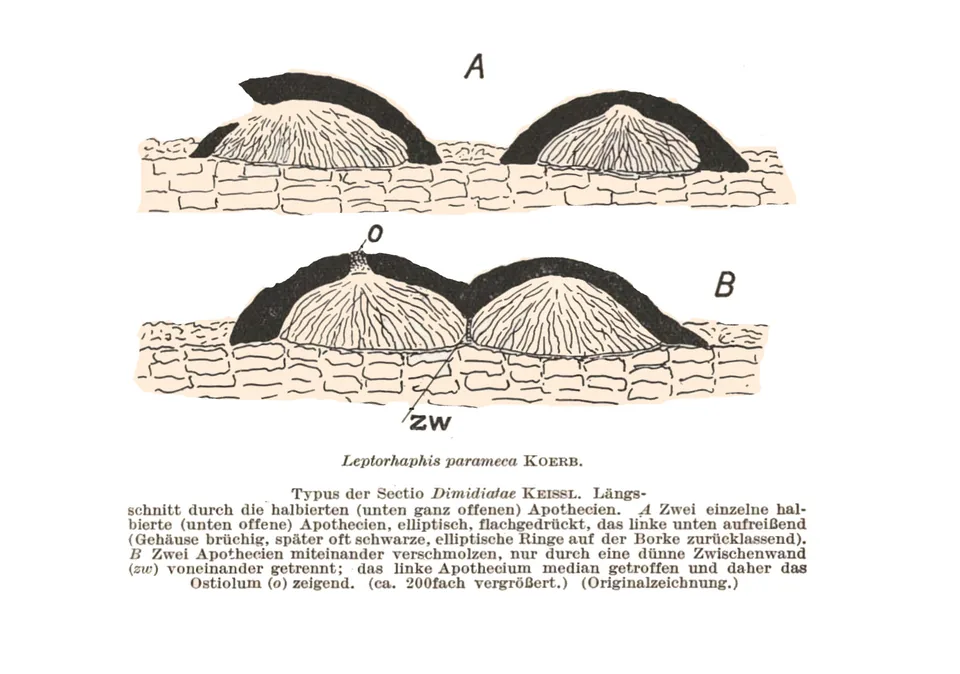 A
o
B
zw
Leptorhaphis parameca KOERB.
Typus der Sectio Dimidiatae KEISSL. Längs-
schnitt durch die halbierten (unten ganz offenen) Apothecien. A Zwei einzelne hal-
bierte (unten offene) Apothecien, elliptisch, flachgedrückt, das linke unten aufreißend
(Gehäuse brüchig, später oft schwarze, elliptische Ringe auf der Borke zurücklassend).
B Zwei Apothecien miteinander verschmolzen, nur durch eine dünne Zwischenwand
(zw) voneinander getrennt; das linke Apothecium median getroffen und daher das
Ostiolum (o) zeigend. (ca. 200fach vergrößert.) (Originalzeichnung.)